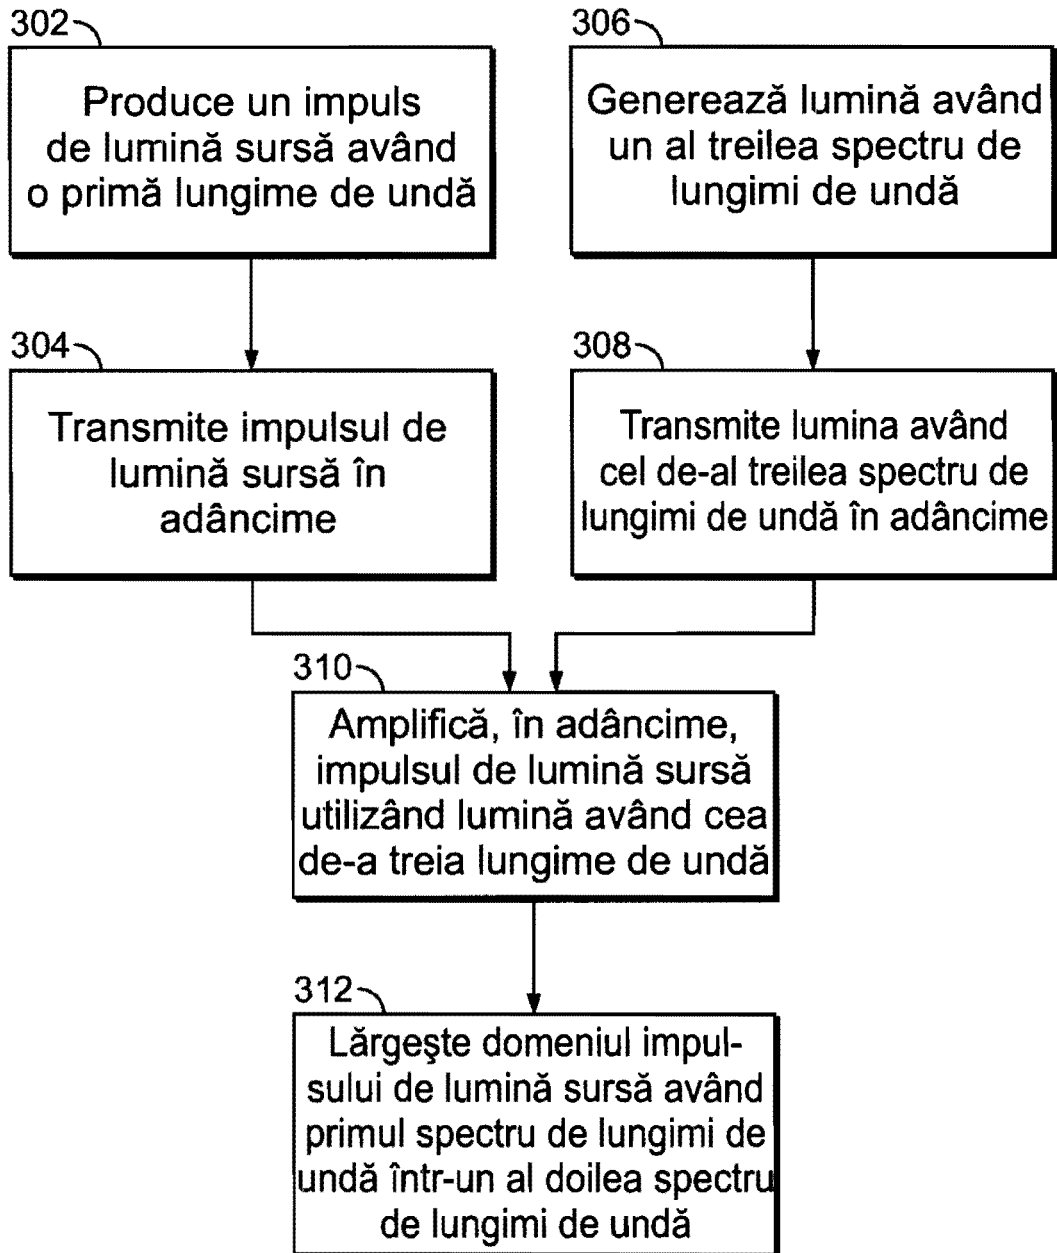 302
Produce un impuls
de lumină sursă având
o primă lungime de undă
306
Generează lumină având
un al treilea spectru de
lungimi de undă
304
Transmite impulsul de
lumină sursă în
adâncime
308
Transmite lumina având
cel de-al treilea spectru de
lungimi de undă în adâncime
310
Amplifică, în adâncime,
impulsul de lumină sursă
utilizând lumină având cea
de-a treia lungime de undă
312
Lărgeşte domeniul impul-
sului de lumină sursă având
primul spectru de lungimi de
undă într-un al doilea spectru
de lungimi de undă